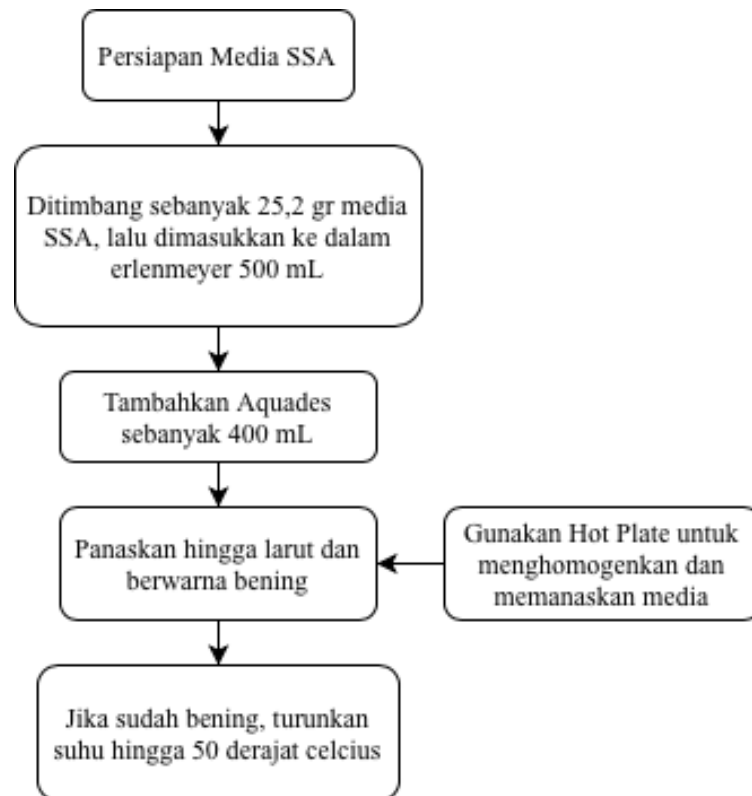 Persiapan Media SSA
Ditimbang sebanyak 25,2 gr media
SSA, lalu dimasukkan ke dalam
erlenmeyer 500 mL
Tambahkan Aquades
sebanyak 400 mL
Panaskan hingga larut dan
berwarna bening
Gunakan Hot Plate untuk
menghomogenkan dan
memanaskan media
Jika sudah bening, turunkan
suhu hingga 50 derajat celcius